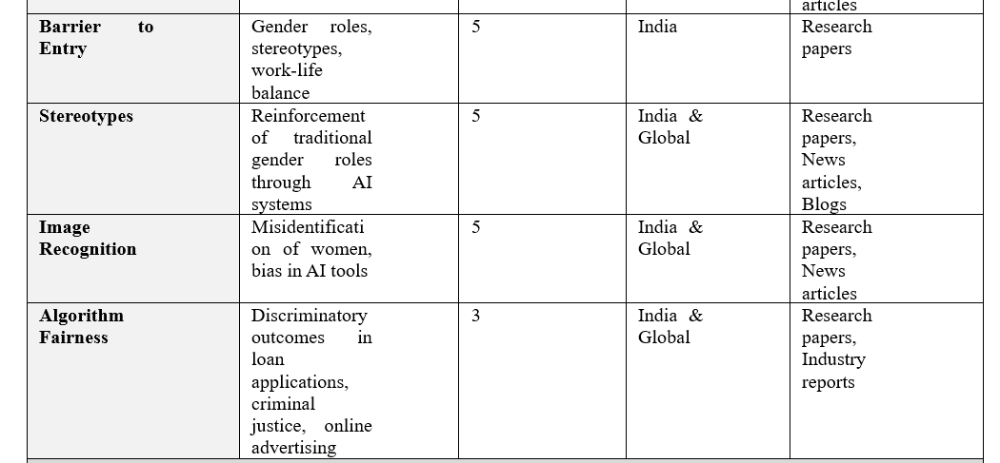 articles
Barrier to
Entry
Gender roles,
stereotypes,
work-life
balance
5
India
Research
papers
Stereotypes
Reinforcement
of traditional
gender roles
through AI
systems
5
India &
Global
Research
papers,
News
articles,
Blogs
Image
Recognition
Misidentificati
on of women,
bias in AI tools
5
India &
Global
Research
papers,
News
articles
Algorithm
Fairness
Discriminatory
outcomes in
loan
applications,
criminal
justice, online
advertising
3
India &
Global
Research
papers,
Industry
reports